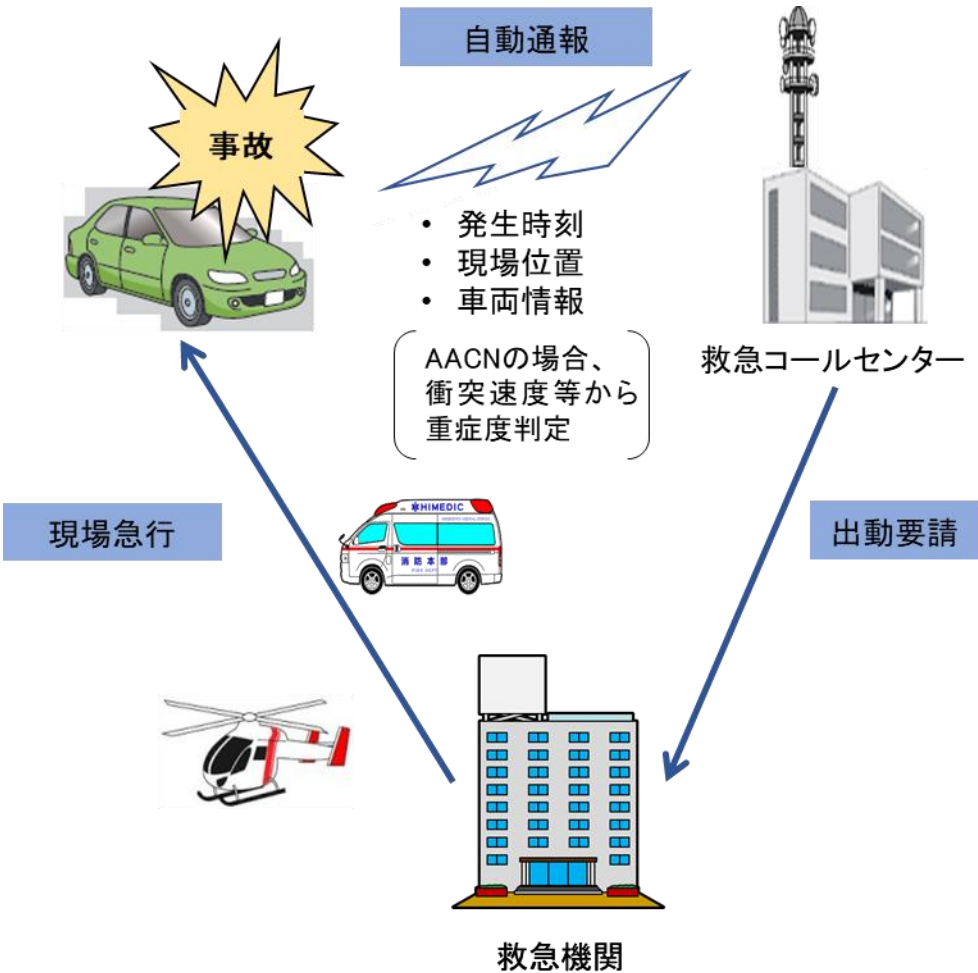 自動通報
事故
• 発生時刻
• 現場位置
• 車両情報
AACNの場合、
衝突速度等から
重症度判定
救急コールセンター
現場急行
HIMEDIC
消防本部
出動要請
救急機関